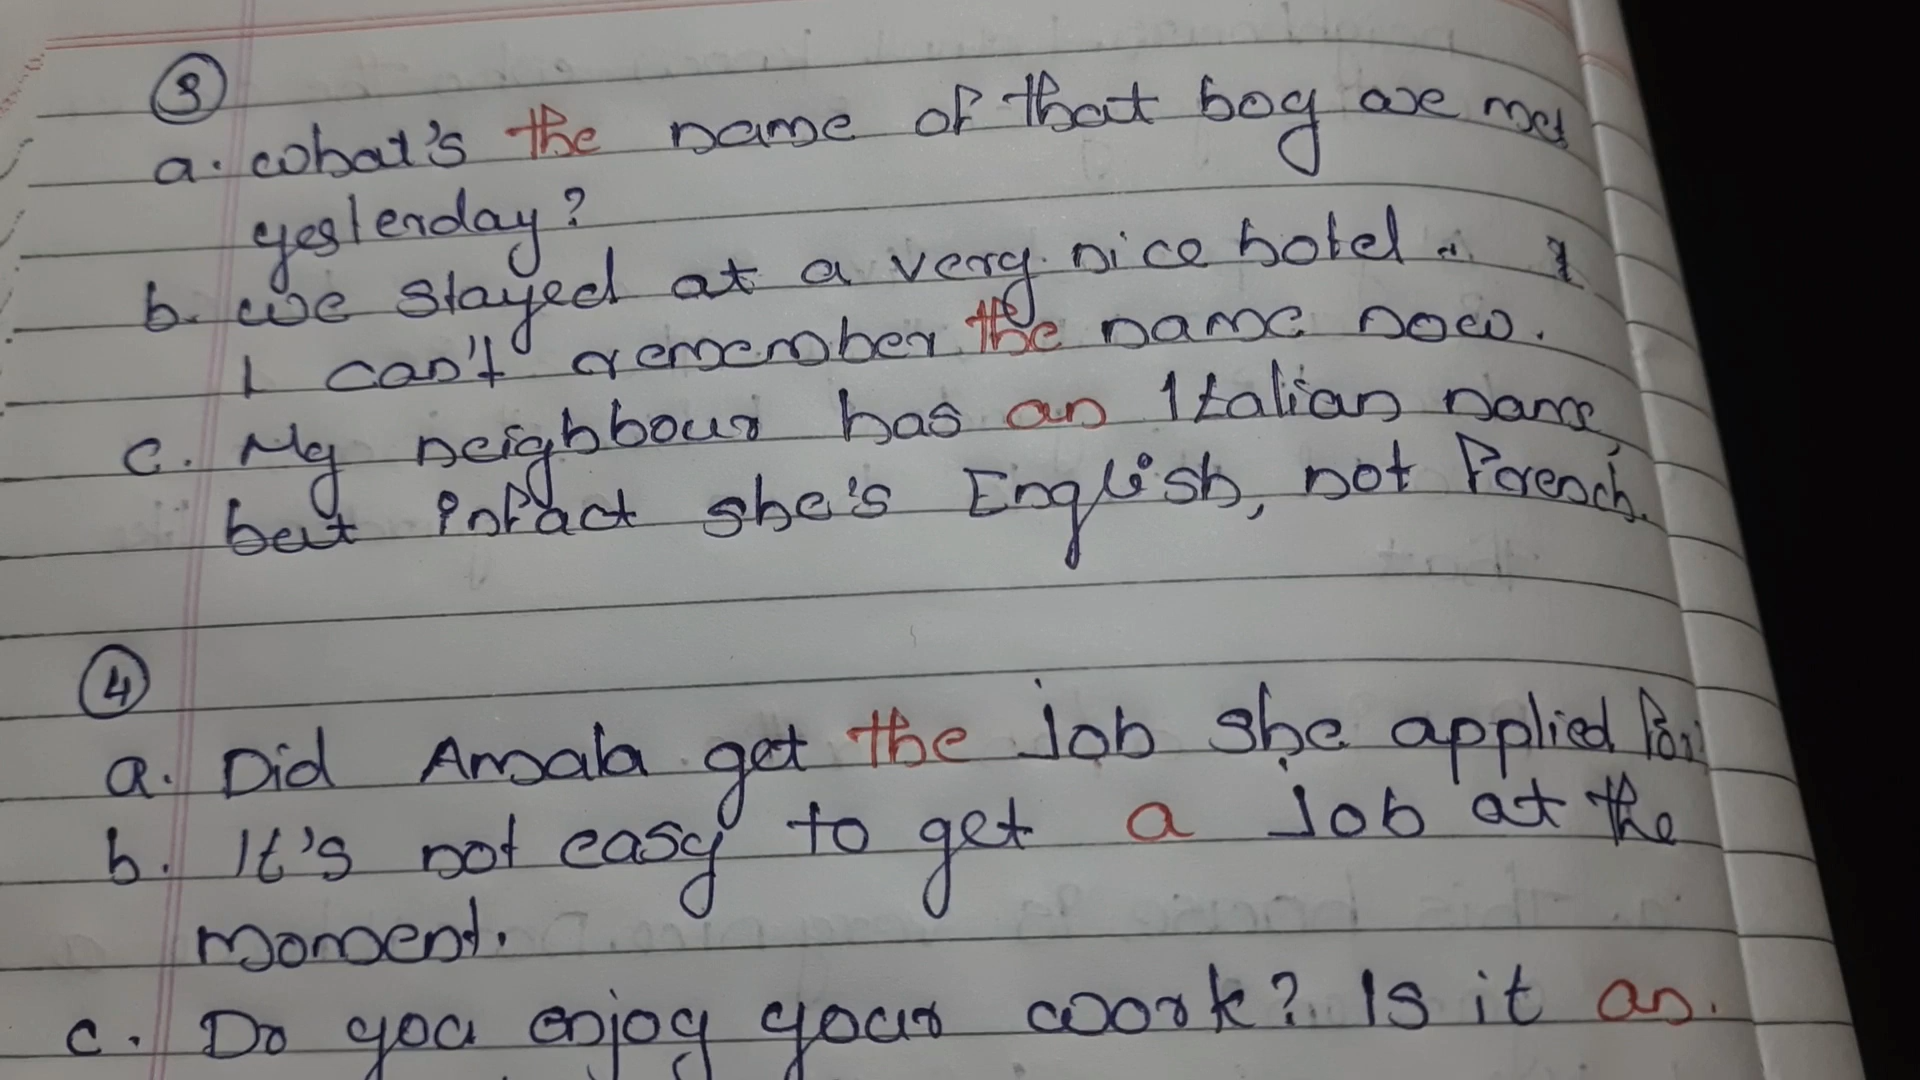 3
a. what's the name of that boy we met
yesterday?
b. we stayed at a very nice hotel.
I can't remember the name now.
c. My neighbour has an Italian name,
but infact she's English, not French.
4
a. Did Amala get the job she applied for
b. It's not easy to get a job at the
moment.
c. Do you enjoy your work? Is it an